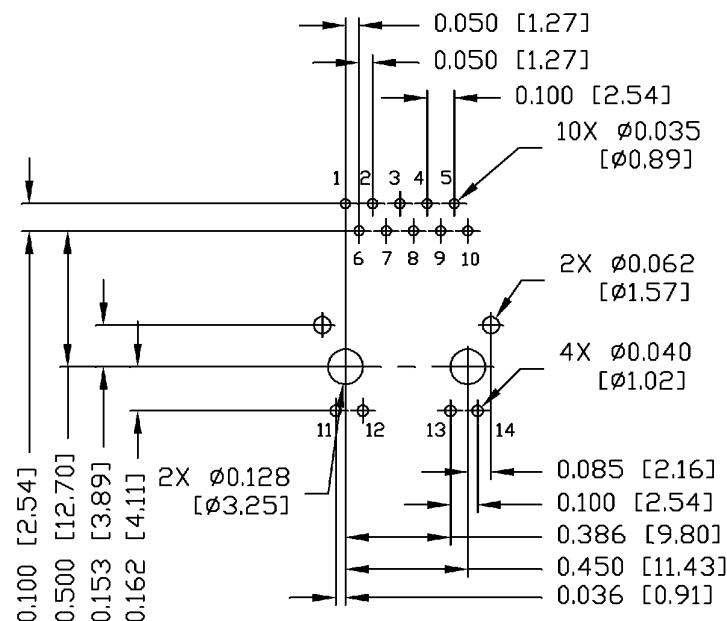 0.050 [1.27]
0.050 [1.27]
0.100 [2.54]
10X Ø0.035
[Ø0.89]
1 2 3 4 5
6 7 8 9 10
2X Ø0.062
[Ø1.57]
4X Ø0.040
[Ø1.02]
11 12 13 14
2X Ø0.128
[Ø3.25]
0.085 [2.16]
0.100 [2.54]
0.386 [9.80]
0.450 [11.43]
0.036 [0.91]
0.100 [2.54]
0.500 [12.70]
0.153 [3.89]
0.162 [4.11]